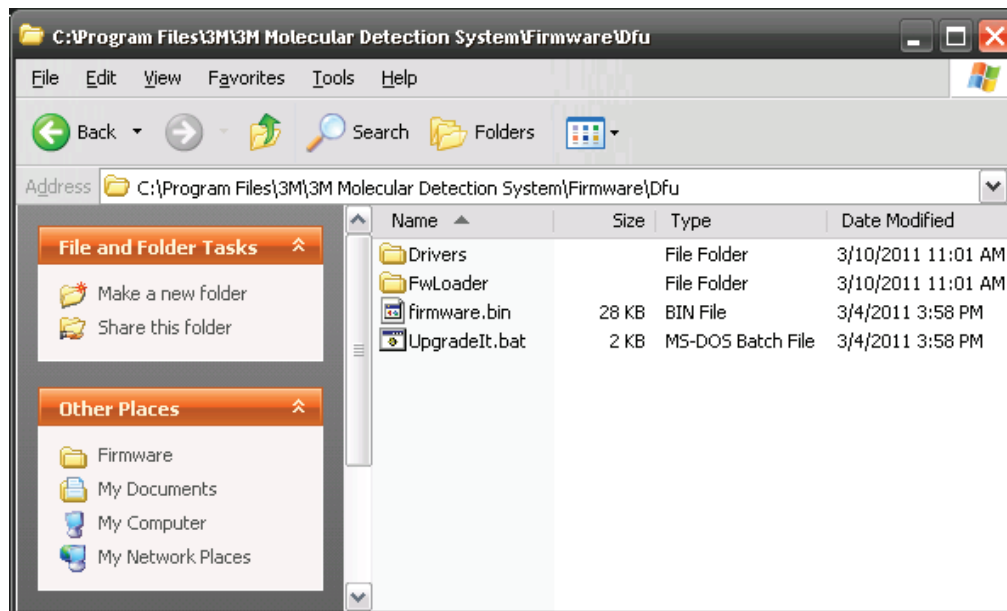 C:\Program Files\3M\3M Molecular Detection System\Firmware\Dfu
File Edit View Favorites Tools Help
Back Search Folders
Address C:\Program Files\3M\3M Molecular Detection System\Firmware\Dfu
Name Size Type Date Modified
File and Folder Tasks
Make a new folder
Share this folder
Other Places
Firmware
My Documents
My Computer
My Network Places
Drivers File Folder 3/10/2011 11:01 AM
FwLoader File Folder 3/10/2011 11:01 AM
firmware.bin 28 KB BIN File 3/4/2011 3:58 PM
UpgradeIt.bat 2 KB MS-DOS Batch File 3/4/2011 3:58 PM